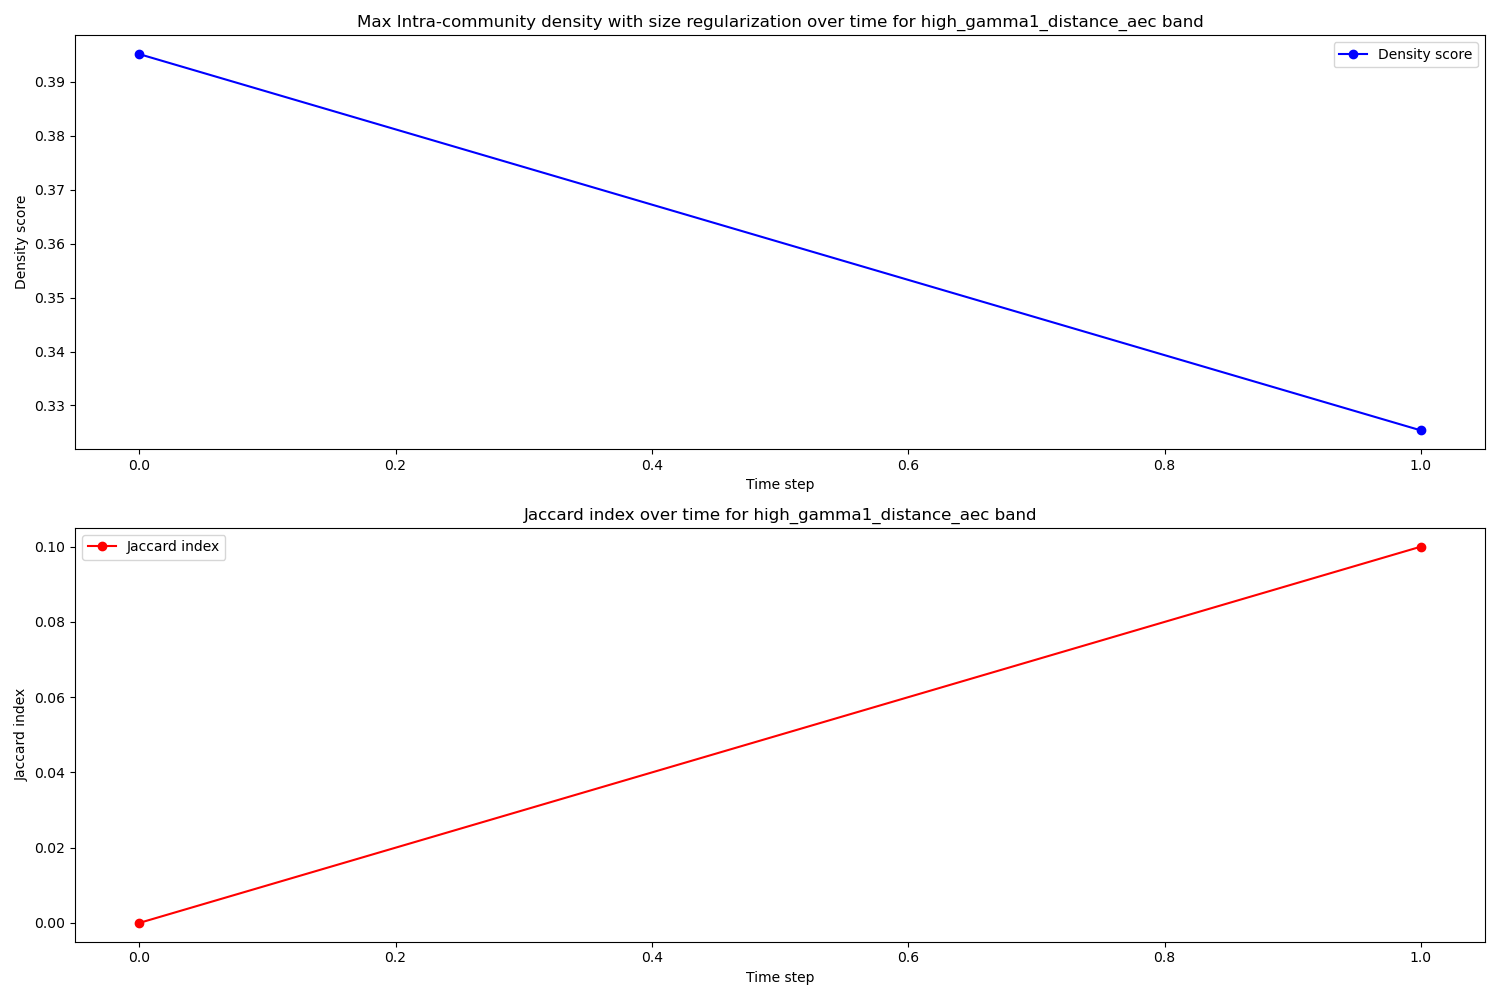 Max Intra-community density with size regularization over time for high_gamma1_distance_aec band
Density score
0.39
0.38
0.37
0.36
0.35
0.34
0.33
Density score
0.0 0.2 0.4 0.6 0.8 1.0
Time step
Jaccard index over time for high_gamma1_distance_aec band
Jaccard index
0.10
0.08
0.06
0.04
0.02
0.00
Jaccard index
0.0 0.2 0.4 0.6 0.8 1.0
Time step